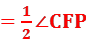 = 1/2 ∠CFP